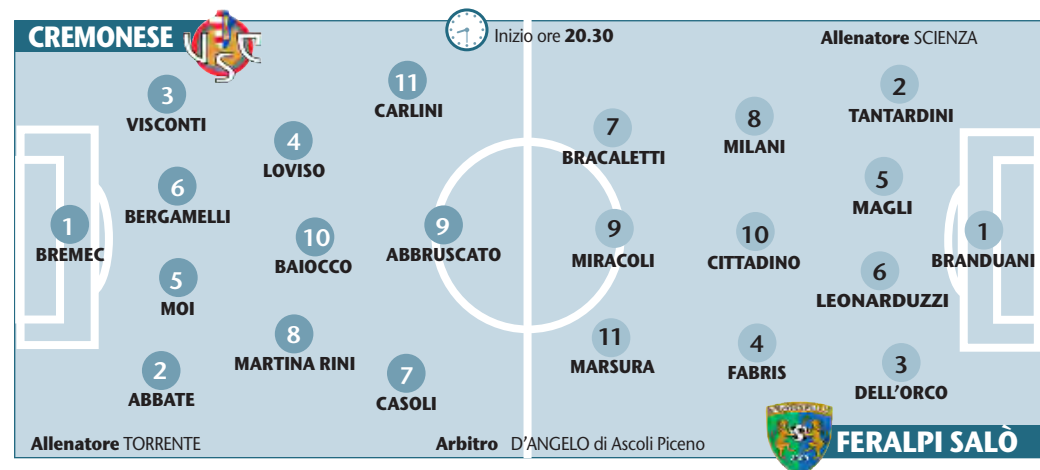 CREMONESE
USC
Inizio ore 20.30
Allenatore SCIENZA
1
BREMEC
3
VISCONTI
6
BERGAMELLI
5
MOI
2
ABBATE
4
LOVISO
10
BAIOCCO
8
MARTINA RINI
11
CARLINI
9
ABBRUSCATO
7
CASOLI
7
BRACALETTI
9
MIRACOLI
11
MARSURA
8
MILANI
10
CITTADINO
4
FABRIS
2
TANTARDINI
5
MAGLI
6
LEONARDUZZI
3
DELL'ORCO
1
BRANDUANI
Allenatore TORRENTE
Arbitro D'ANGELO di Ascoli Piceno
FERALPI SALÒ